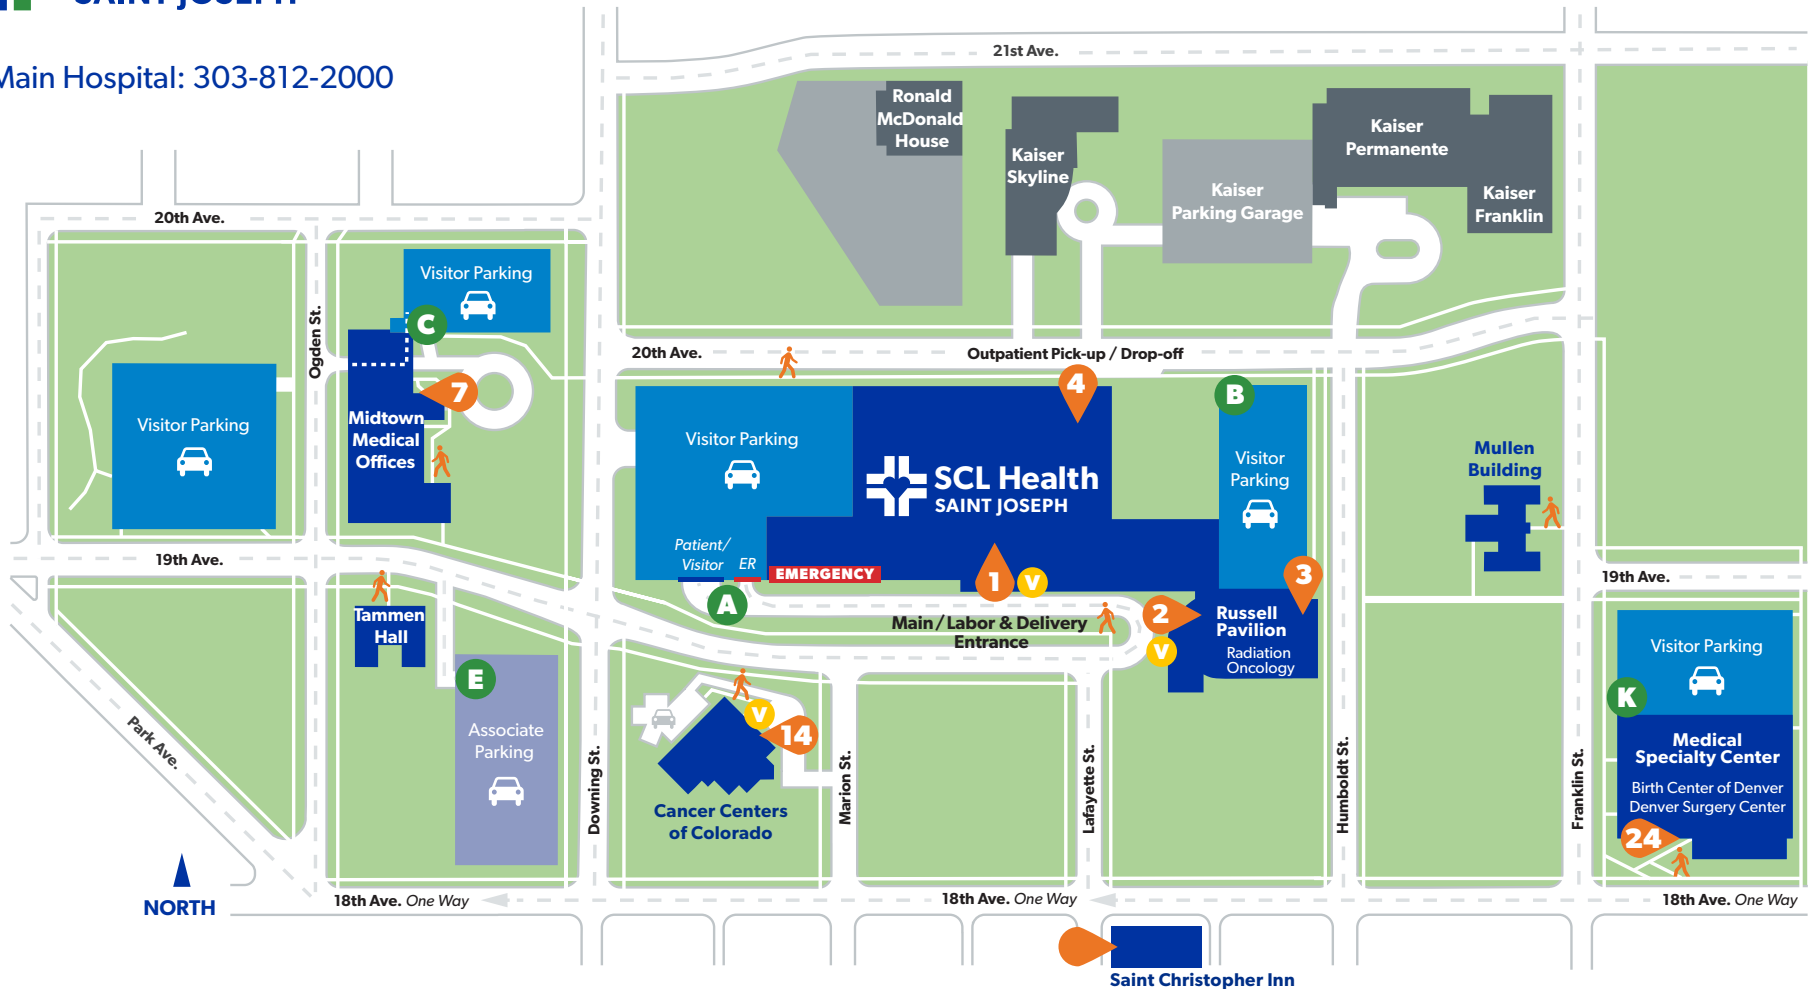 SAINT JOSEPH
Main Hospital: 303-812-2000
21st Ave.
Ronald
McDonald
House
Kaiser
Skyline
Kaiser
Parking Garage
Kaiser
Permanente
Kaiser
Franklin
20th Ave.
Ogden St.
Visitor Parking
C
7
Midtown
Medical
Offices
Visitor Parking
20th Ave.
Outpatient Pick-up / Drop-off
4
B
Visitor Parking
SCL Health
SAINT JOSEPH
Visitor
Parking
Mullen
Building
Patient/
Visitor
ER
EMERGENCY
A
1
V
3
Main / Labor & Delivery
Entrance
2
V
Russell
Pavilion
Radiation
Oncology
19th Ave.
19th Ave.
Tammen
Hall
E
Associate
Parking
Park Ave.
Downing St.
V
14
Cancer Centers
of Colorado
Marion St.
Lafayette St.
Humboldt St.
Franklin St.
Visitor Parking
K
Medical
Specialty Center
Birth Center of Denver
Denver Surgery Center
24
NORTH
18th Ave. One Way
18th Ave. One Way
18th Ave. One Way
Saint Christopher Inn